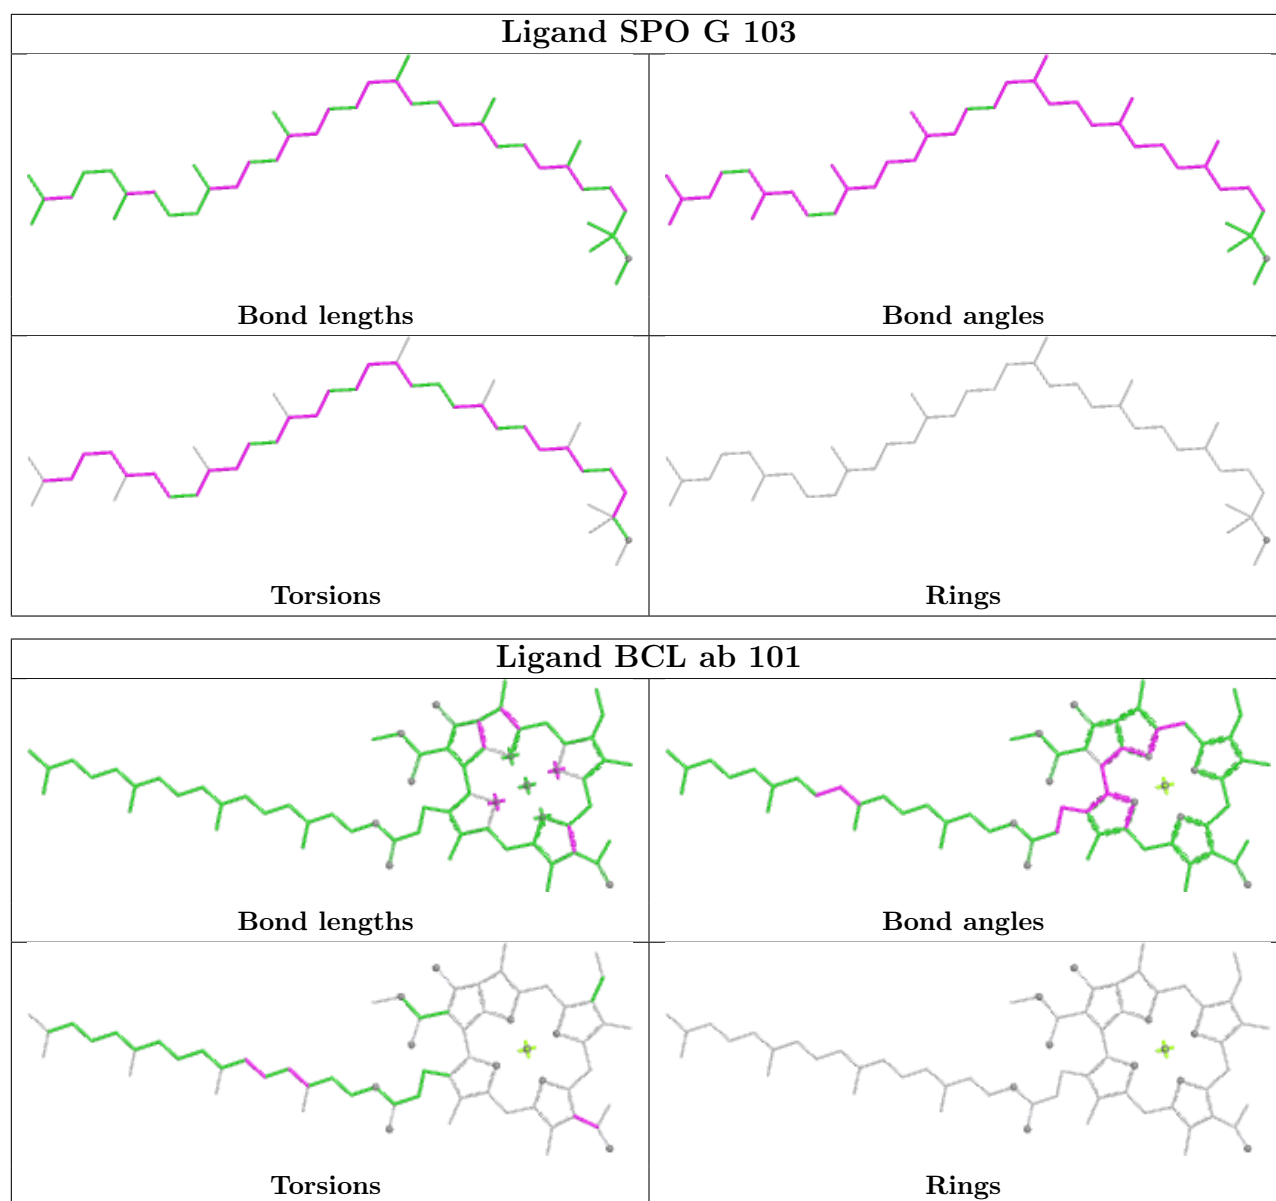 Ligand SPO G 103
Bond lengths
Bond angles
Torsions
Rings
Ligand BCL ab 101
Bond lengths
Bond angles
Torsions
Rings